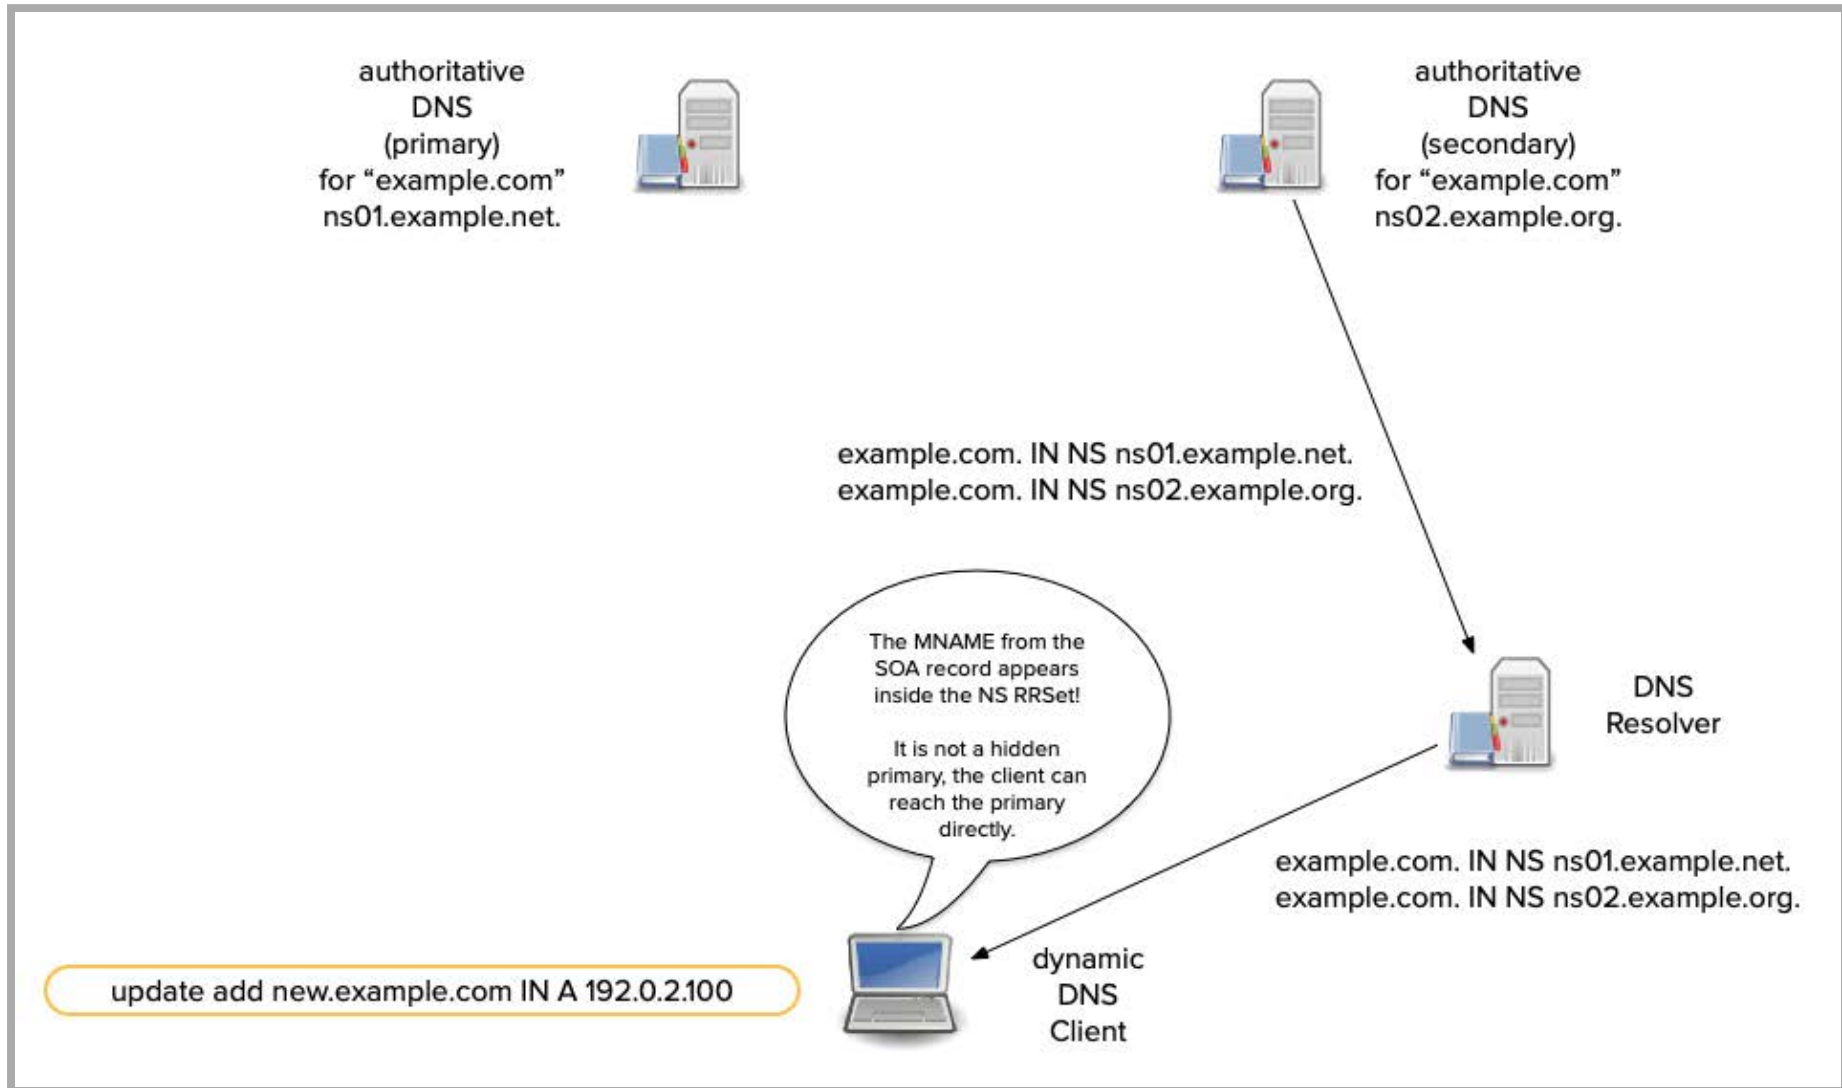 authoritative
DNS
(primary)
for “example.com”
ns01.example.net.
authoritative
DNS
(secondary)
for “example.com”
ns02.example.org.
example.com. IN NS ns01.example.net.
example.com. IN NS ns02.example.org.
The MNAME from the
SOA record appears
inside the NS RRSet!
It is not a hidden
primary, the client can
reach the primary
directly.
DNS
Resolver
example.com. IN NS ns01.example.net.
example.com. IN NS ns02.example.org.
dynamic
DNS
Client
update add new.example.com IN A 192.0.2.100